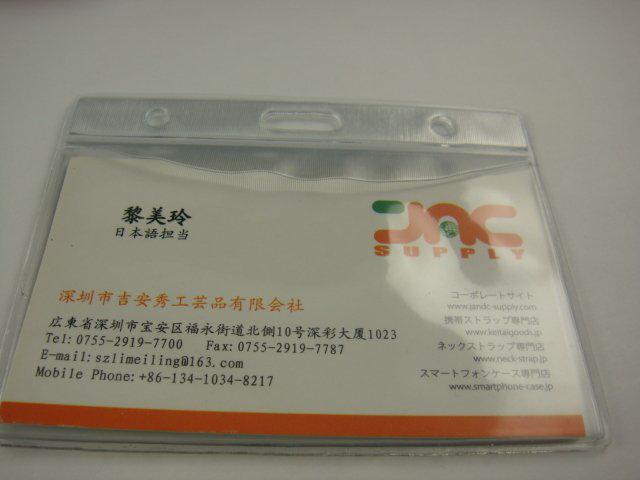 黎美玲
日本語担当
JNC
SUPPLY
深圳市吉安秀工芸品有限会社
広東省深圳市宝安区福永街道北側10号深彩大厦1023
Tel:0755-2919-7700 Fax:0755-2919-7787
E-mail:szlimeiling@163.com
Mobile Phone:+86-134-1034-8217
コーポレートサイト
www.jandc-supply.com
携帯ストラップ専門店
www.keitaigoods.jp
ネックストラップ専門店
www.neck-strap.jp
スマートフォンケース専門店
www.smartphone-case.jp